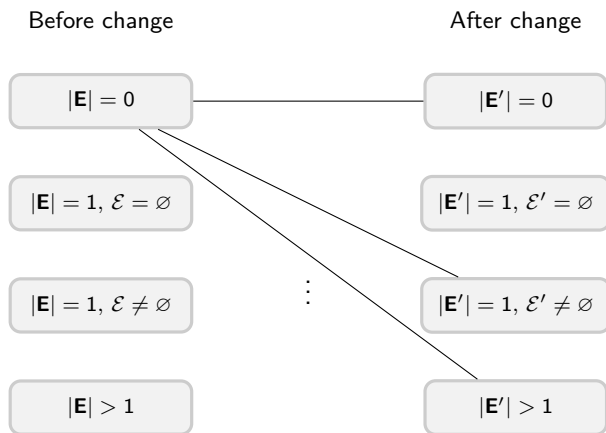 Before change After change
|E| = 0 |E′| = 0
|E| = 1, ℰ = ∅ |E′| = 1, ℰ′ = ∅
|E| = 1, ℰ ≠ ∅ ⋮ |E′| = 1, ℰ′ ≠ ∅
|E| > 1 |E′| > 1